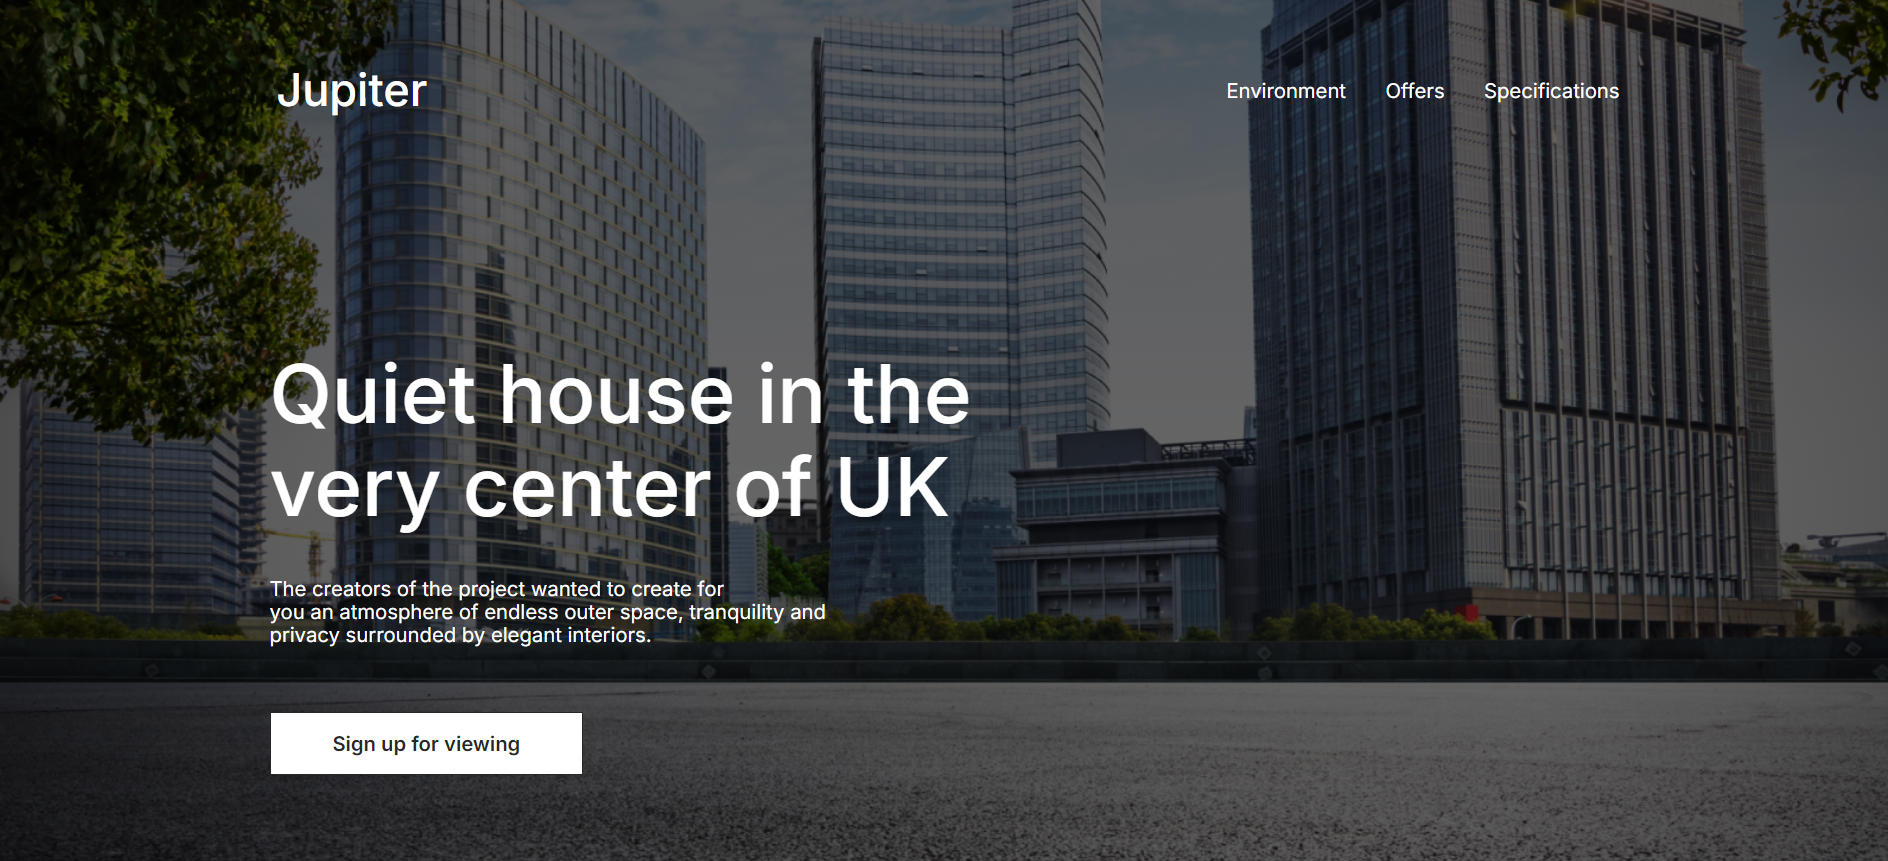 Jupiter
Environment Offers Specifications
Quiet house in the
very center of UK
The creators of the project wanted to create for
you an atmosphere of endless outer space, tranquility and
privacy surrounded by elegant interiors.
Sign up for viewing